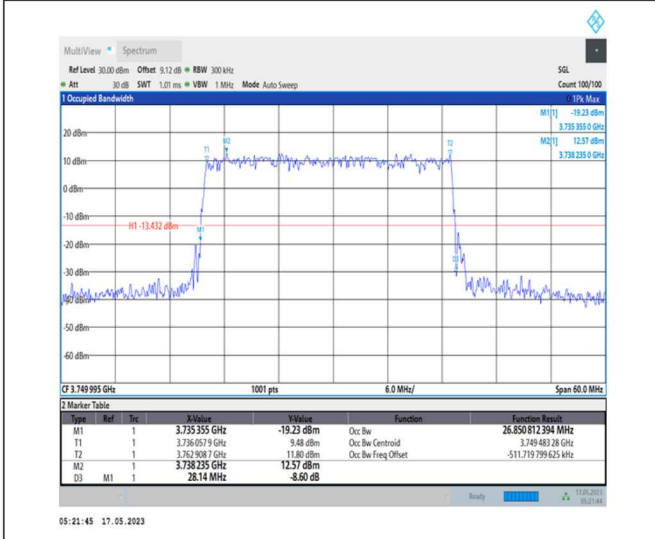 MultiView Spectrum
Ref Level 30.00 dBm Offset 9.12 dB RBW 300 kHz SGL
Att 30 dB SWT 1.01 ms VBW 1 MHz Mode Auto Sweep Count 100/100
1 Occupied Bandwidth 1Pk Max
M1[1] -19.23 dBm
3.735 355 0 GHz
M2[1] 12.57 dBm
3.738 235 0 GHz
20 dBm
T1 M2 T2
10 dBm
0 dBm
-10 dBm
H1 -13.432 dBm M1
-20 dBm
D3
-30 dBm
-40 dBm
-50 dBm
-60 dBm
CF 3.749 995 GHz 1001 pts 6.0 MHz/ Span 60.0 MHz
2 Marker Table
Type Ref Trc X-Value Y-Value Function Function Result
M1 1 3.735 355 GHz -19.23 dBm Occ Bw 26.850 812 394 MHz
T1 1 3.736 057 9 GHz 9.48 dBm Occ Bw Centroid 3.749 483 28 GHz
T2 1 3.762 908 7 GHz 11.80 dBm Occ Bw Freq Offset -511.719 799 625 kHz
M2 1 3.738 235 GHz 12.57 dBm
D3 M1 1 28.14 MHz -8.60 dB
Ready 17.05.2023
05:21:44
05:21:45 17.05.2023